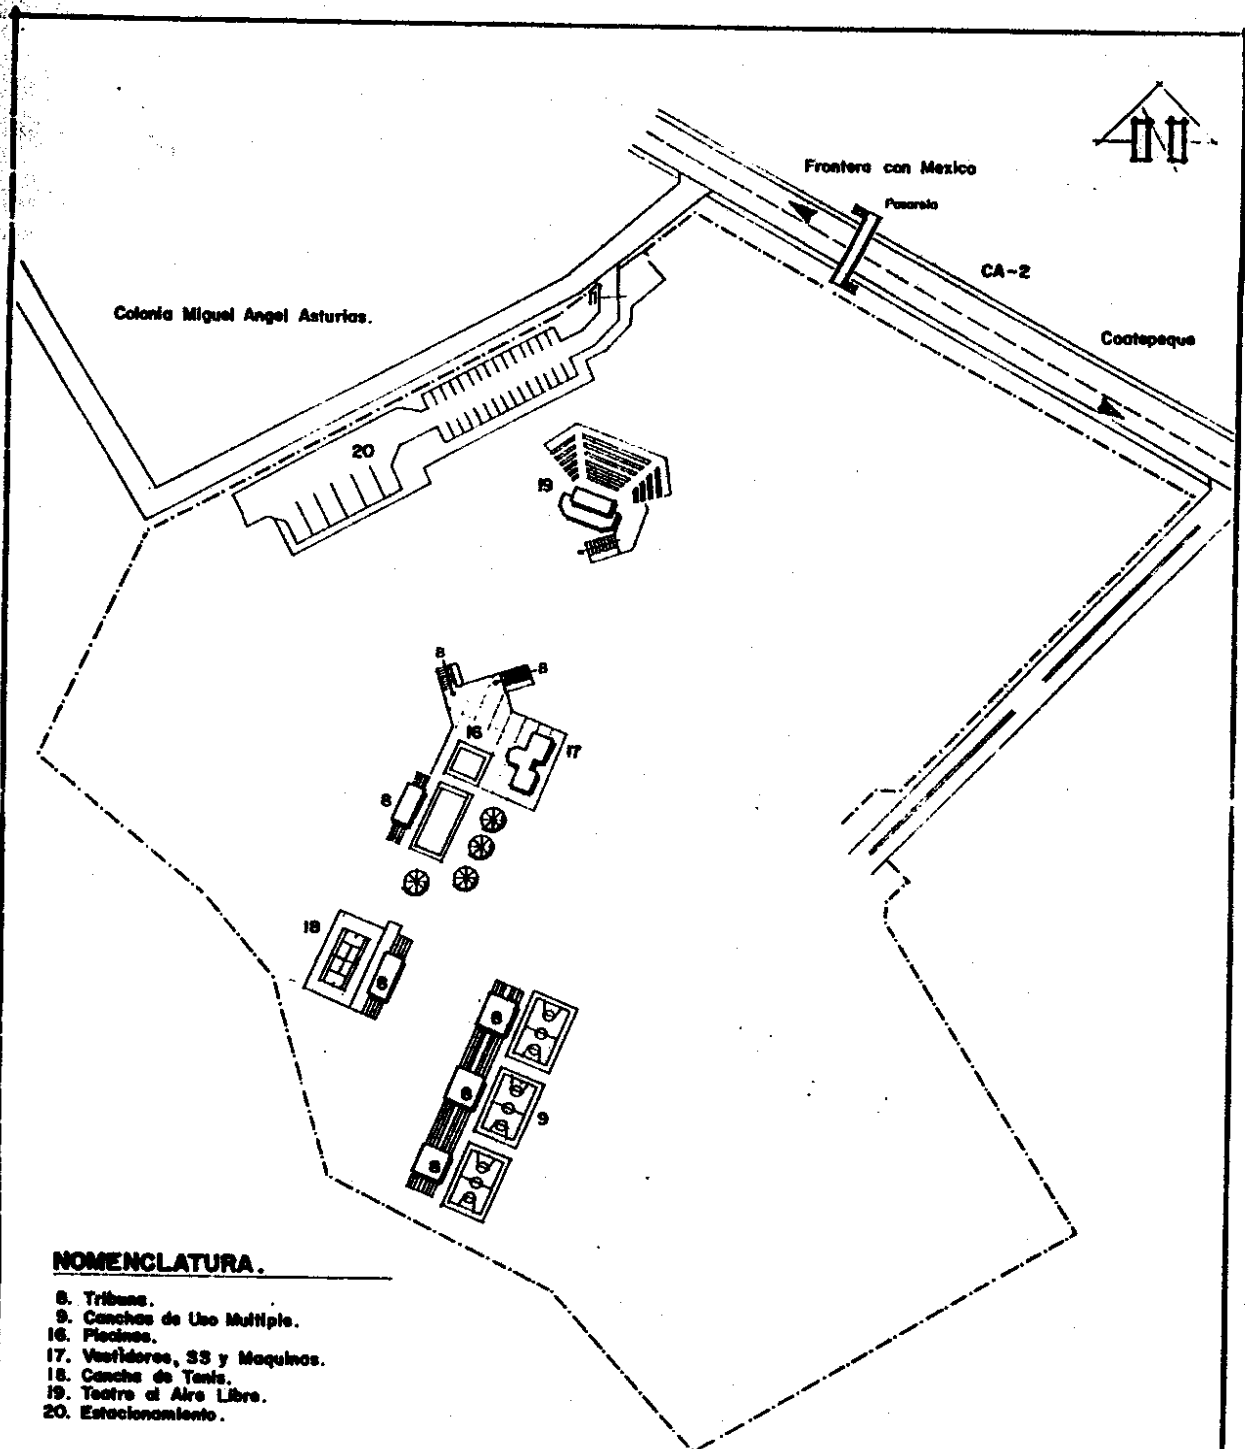 N
Frontera con Mexico
Pasarela
CA-2
Colonia Miguel Angel Asturias.
Coatepeque
20
19
8
8
16
17
8
18
8
8
8
9
8
NOMENCLATURA.
8. Tribuna.
9. Canchas de Uso Multiple.
16. Piscinas.
17. Vestidores, SS y Maquinas.
18. Cancha de Tenis.
19. Teatro al Aire Libre.
20. Estacionamiento.